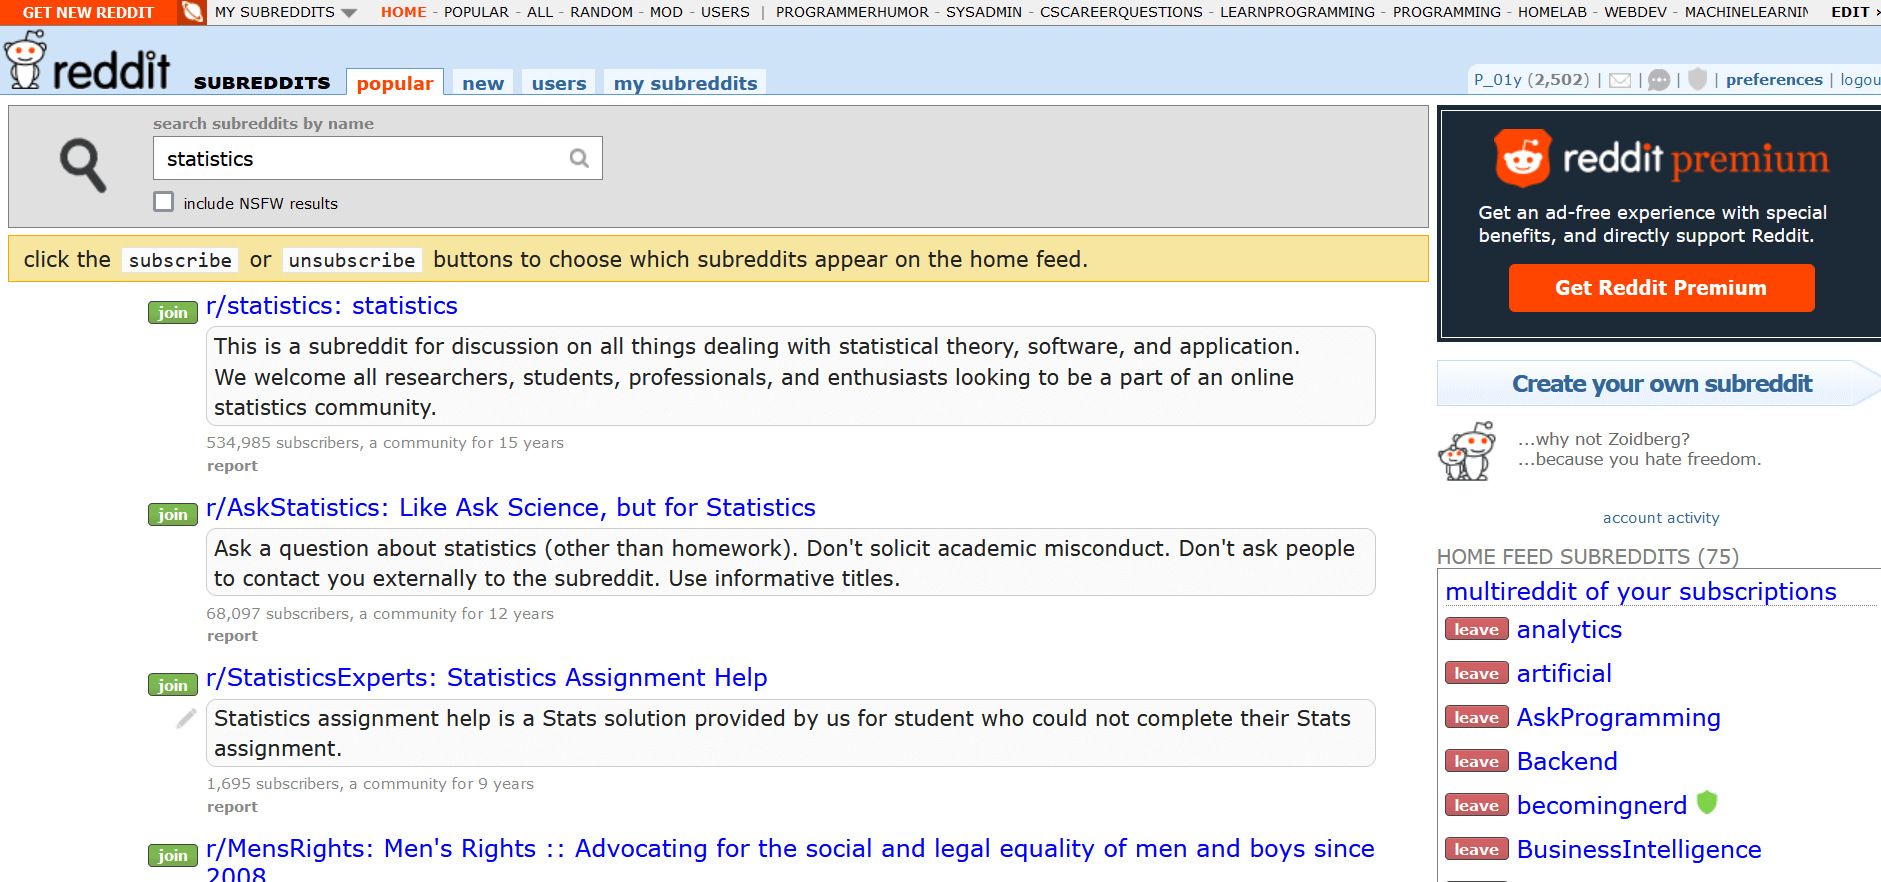 GET NEW REDDIT MY SUBREDDITS HOME - POPULAR - ALL - RANDOM - MOD - USERS | PROGRAMMERHUMOR - SYSADMIN - CSCAREERQUESTIONS - LEARNPROGRAMMING - PROGRAMMING - HOMELAB - WEBDEV - MACHINELEARNIN EDIT »
reddit SUBREDDITS popular new users my subreddits
P_01y (2,502) | | | | preferences | logou
search subreddits by name
statistics
include NSFW results
click the subscribe or unsubscribe buttons to choose which subreddits appear on the home feed.
join r/statistics: statistics
This is a subreddit for discussion on all things dealing with statistical theory, software, and application.
We welcome all researchers, students, professionals, and enthusiasts looking to be a part of an online
statistics community.
534,985 subscribers, a community for 15 years
report
join r/AskStatistics: Like Ask Science, but for Statistics
Ask a question about statistics (other than homework). Don't solicit academic misconduct. Don't ask people
to contact you externally to the subreddit. Use informative titles.
68,097 subscribers, a community for 12 years
report
join r/StatisticsExperts: Statistics Assignment Help
Statistics assignment help is a Stats solution provided by us for student who could not complete their Stats
assignment.
1,695 subscribers, a community for 9 years
report
join r/MensRights: Men's Rights :: Advocating for the social and legal equality of men and boys since
2008
reddit premium
Get an ad-free experience with special
benefits, and directly support Reddit.
Get Reddit Premium
Create your own subreddit
...why not Zoidberg?
...because you hate freedom.
account activity
HOME FEED SUBREDDITS (75)
multireddit of your subscriptions
leave analytics
leave artificial
leave AskProgramming
leave Backend
leave becomingnerd
leave BusinessIntelligence